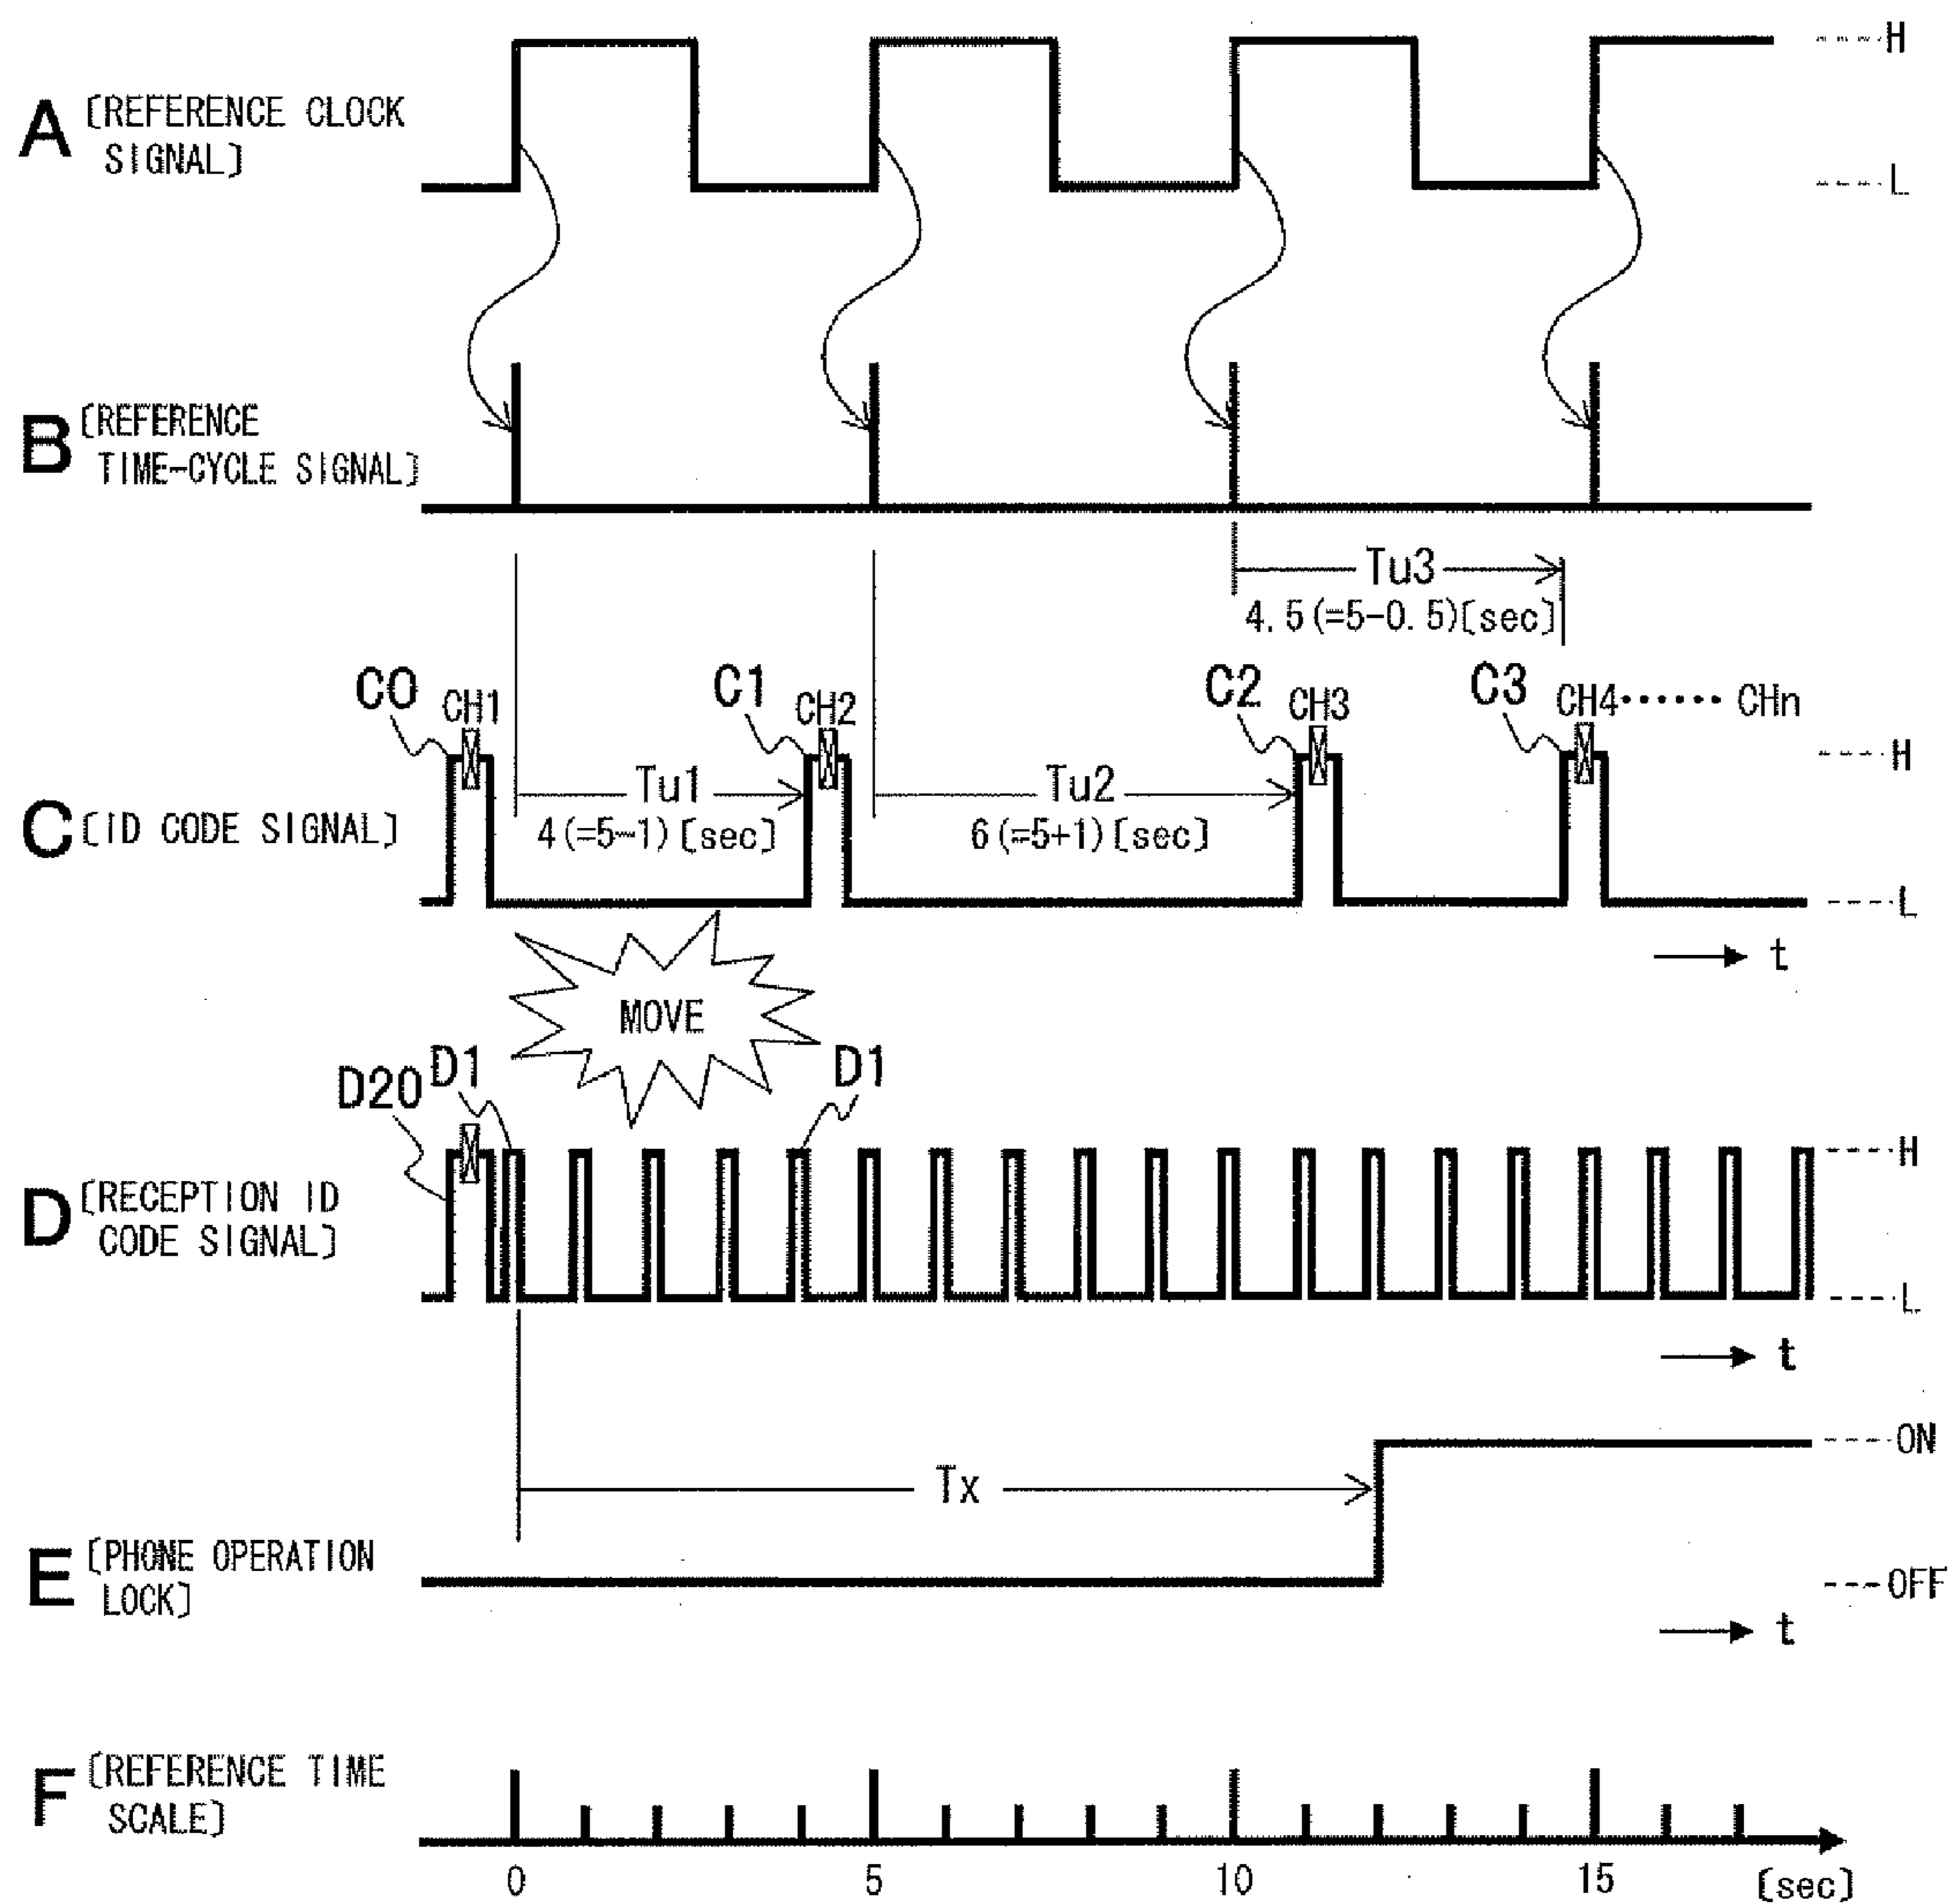 H
A [REFERENCE CLOCK
SIGNAL]
L
B [REFERENCE
TIME-CYCLE SIGNAL]
Tu3
4.5(=5-0.5)[sec]
C0 CH1 C1 CH2 C2 CH3 C3 CH4······ CHn
H
Tu1 Tu2
C [ID CODE SIGNAL] 4(=5-1)[sec] 6(=5+1)[sec]
L
t
MOVE
D20 D1 D1
H
D [RECEPTION ID
CODE SIGNAL]
L
t
ON
Tx
E [PHONE OPERATION
LOCK]
OFF
t
F [REFERENCE TIME
SCALE]
0 5 10 15 [sec]